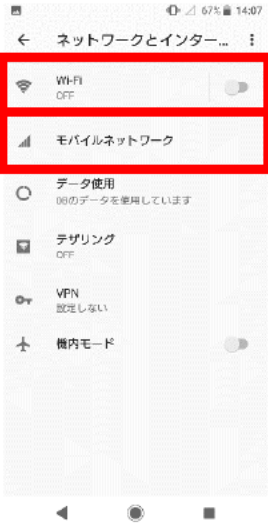 67% 14:07
ネットワークとインター…
Wi-Fi
OFF
モバイルネットワーク
データ使用
0Bのデータを使用しています
テザリング
OFF
VPN
設定しない
機内モード